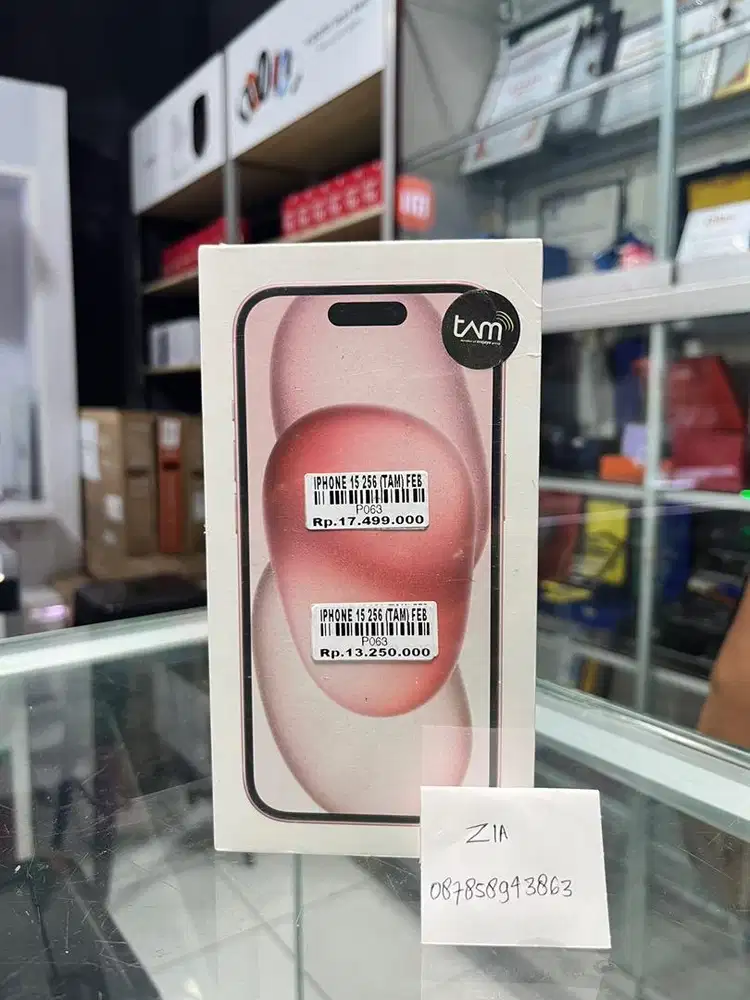 tam
IPHONE 15 256 (TAM) FEB
P063
Rp.17.499.000
IPHONE 15 256 (TAM) FEB
P063
Rp.13.250.000
ZIA
087858943863